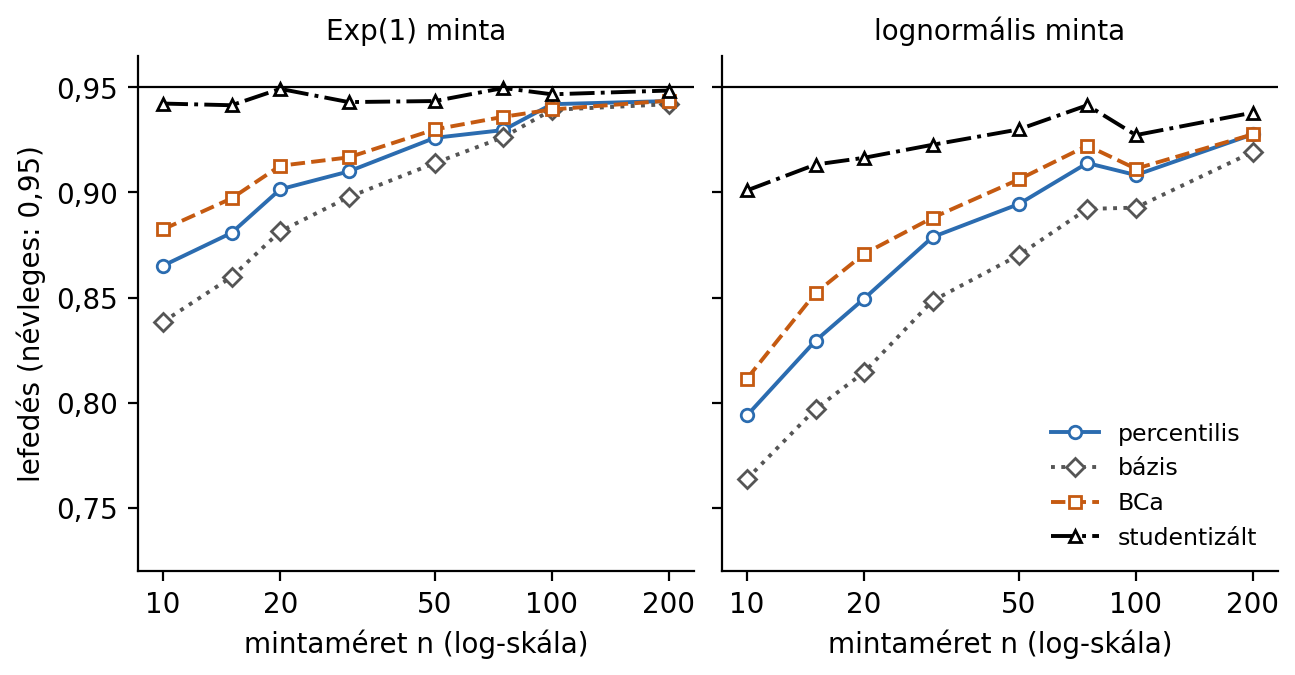 Exp(1) minta
lognormális minta
lefedés (névleges: 0,95)
0,95
0,90
0,85
0,80
0,75
10 20 50 100 200
10 20 50 100 200
mintaméret n (log-skála)
mintaméret n (log-skála)
percentilis
bázis
BCa
studentizált